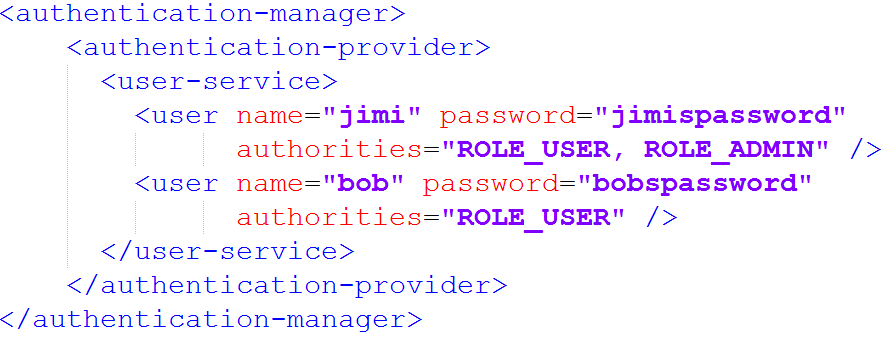 <authentication-manager>
<authentication-provider>
<user-service>
<user name="jimi" password="jimispassword"
authorities="ROLE_USER, ROLE_ADMIN" />
<user name="bob" password="bobspassword"
authorities="ROLE_USER" />
</user-service>
</authentication-provider>
</authentication-manager>